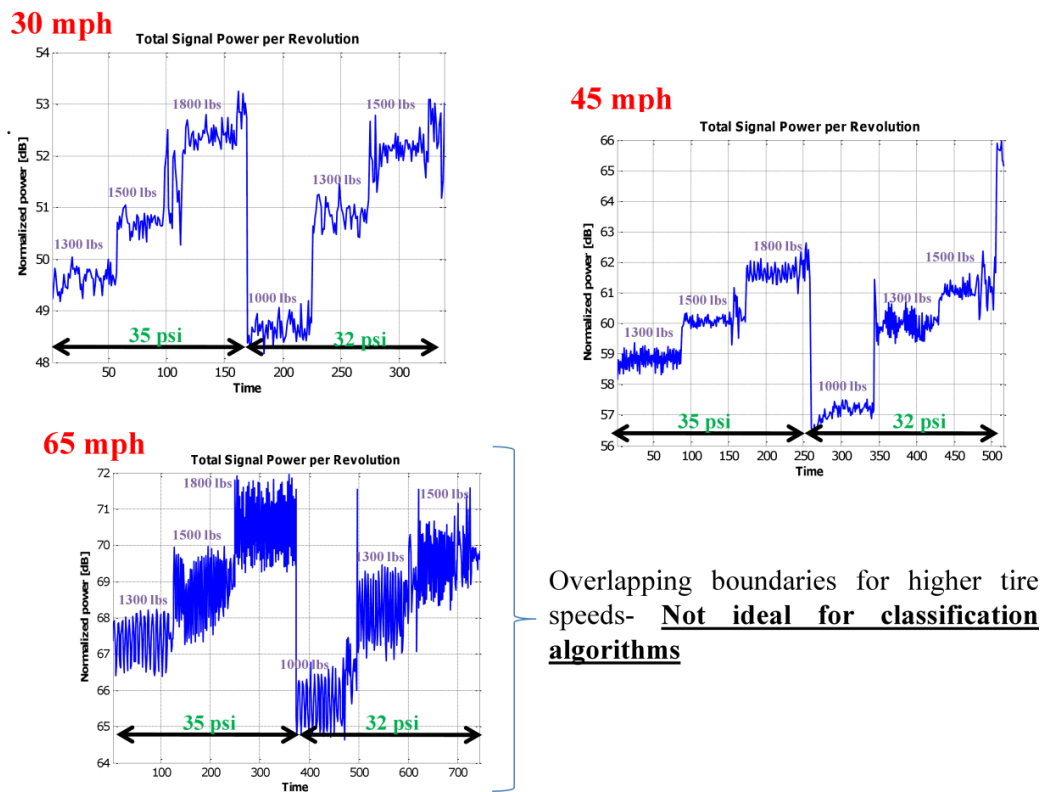 30 mph
Total Signal Power per Revolution
54
53
52
51
50
49
48
Normalized power [dB]
1300 lbs
1500 lbs
1800 lbs
1000 lbs
1300 lbs
1500 lbs
35 psi
32 psi
50 100 150 200 250 300
Time
45 mph
Total Signal Power per Revolution
66
65
64
63
62
61
60
59
58
57
56
Normalized power [dB]
1300 lbs
1500 lbs
1800 lbs
1000 lbs
1300 lbs
1500 lbs
35 psi
32 psi
50 100 150 200 250 300 350 400 450 500
Time
65 mph
Total Signal Power per Revolution
72
71
70
69
68
67
66
65
64
Normalized power [dB]
1300 lbs
1500 lbs
1800 lbs
1000 lbs
1300 lbs
1500 lbs
35 psi
32 psi
100 200 300 400 500 600 700
Time
Overlapping boundaries for higher tire
speeds- Not ideal for classification
algorithms